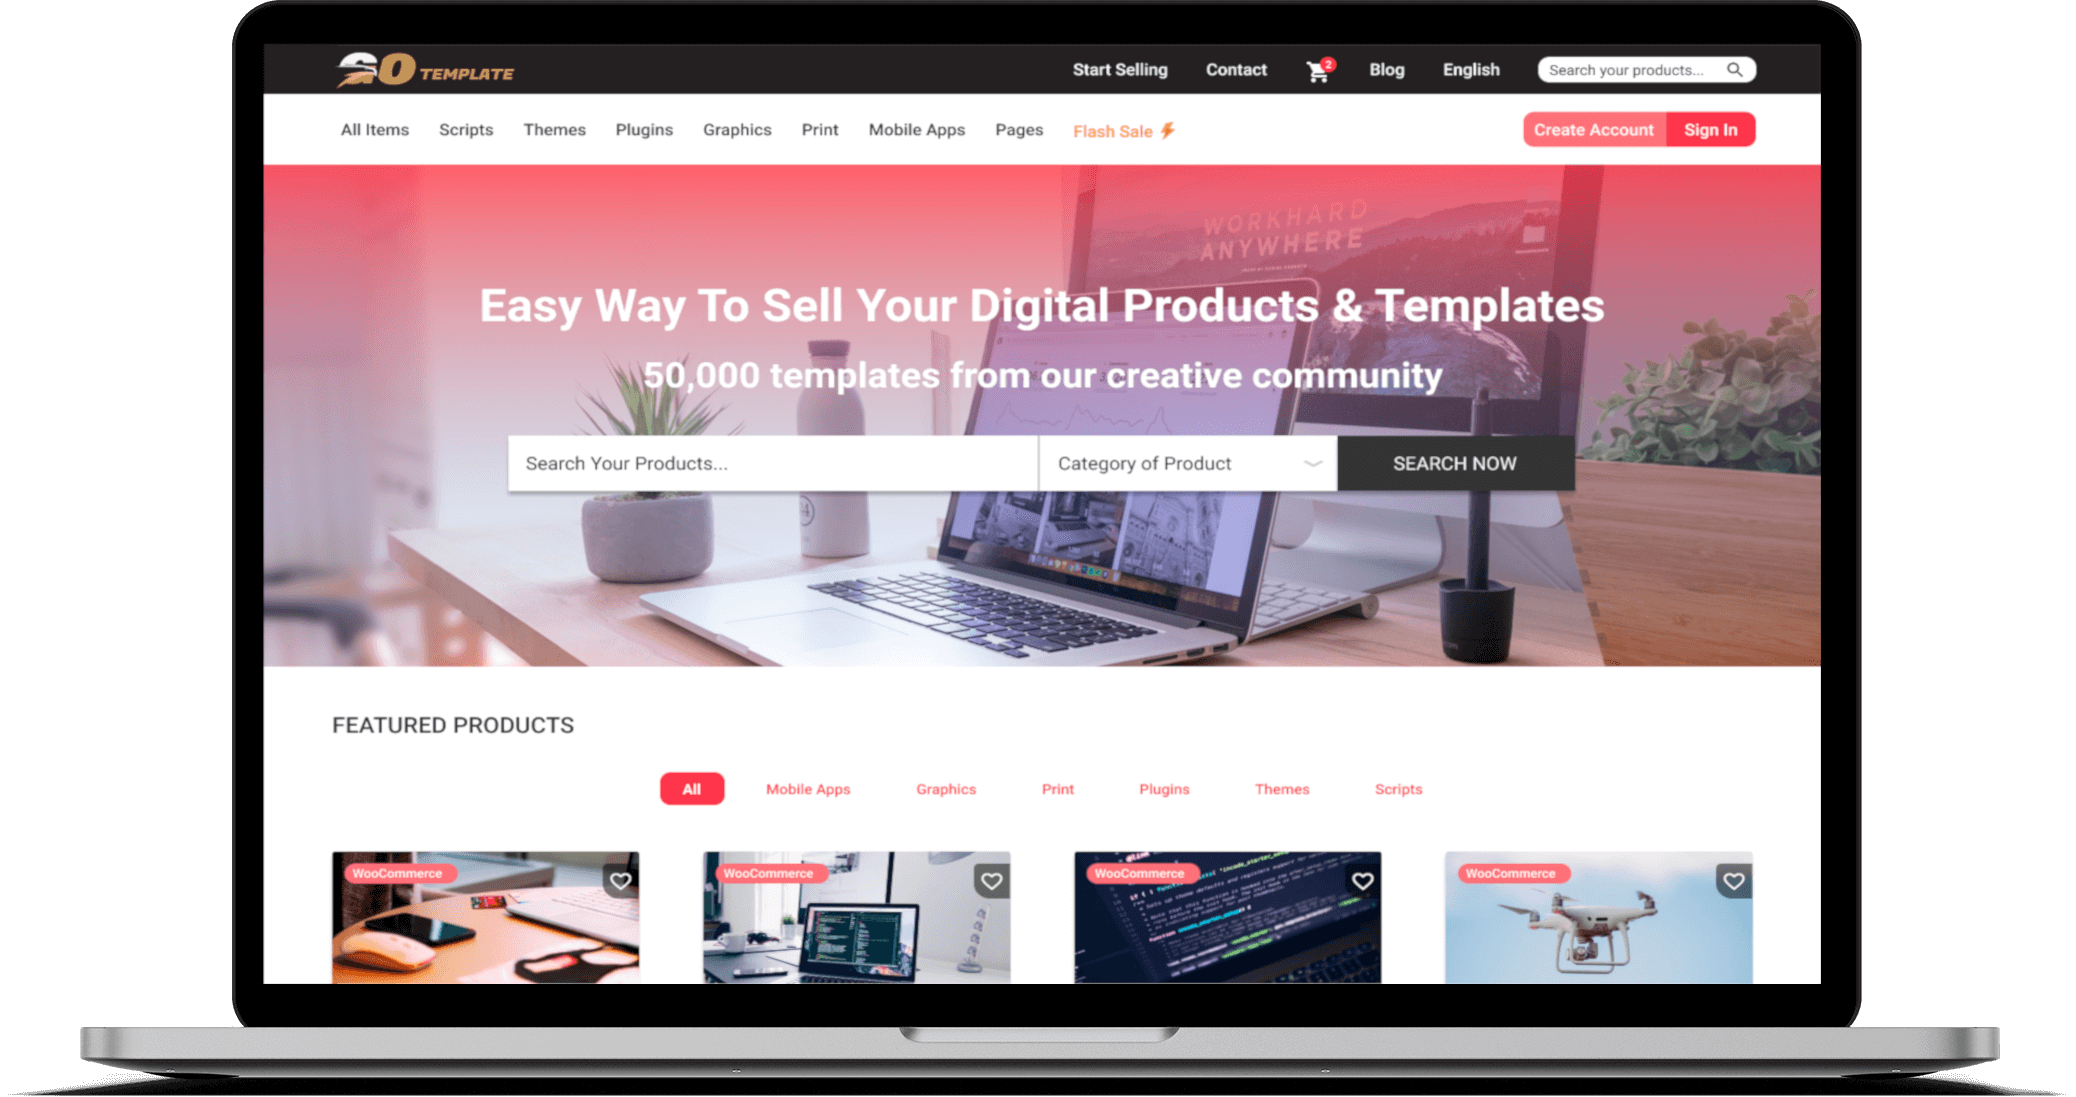 GO TEMPLATE
Start Selling Contact 2 Blog English Search your products...
All Items Scripts Themes Plugins Graphics Print Mobile Apps Pages Flash Sale Create Account Sign In
WORKHARD
ANYWHERE
Easy Way To Sell Your Digital Products & Templates
50,000 templates from our creative community
Search Your Products... Category of Product SEARCH NOW
FEATURED PRODUCTS
All Mobile Apps Graphics Print Plugins Themes Scripts
WooCommerce WooCommerce WooCommerce WooCommerce